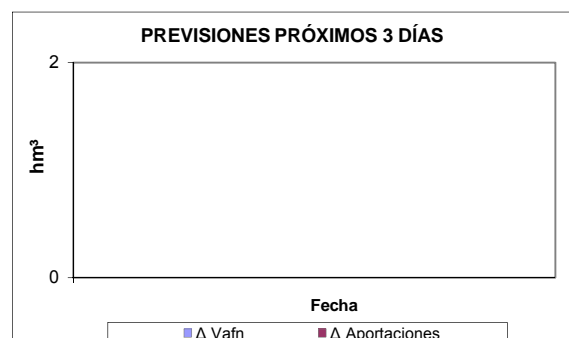 PREVISIONES PRÓXIMOS 3 DÍAS
2
hm³
0
Fecha
Δ Vafn Δ Aportaciones